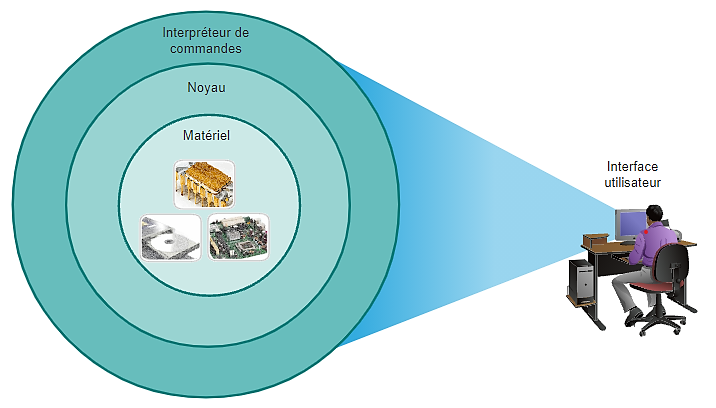 Interpréteur de
commandes
Noyau
Matériel
Interface
utilisateur